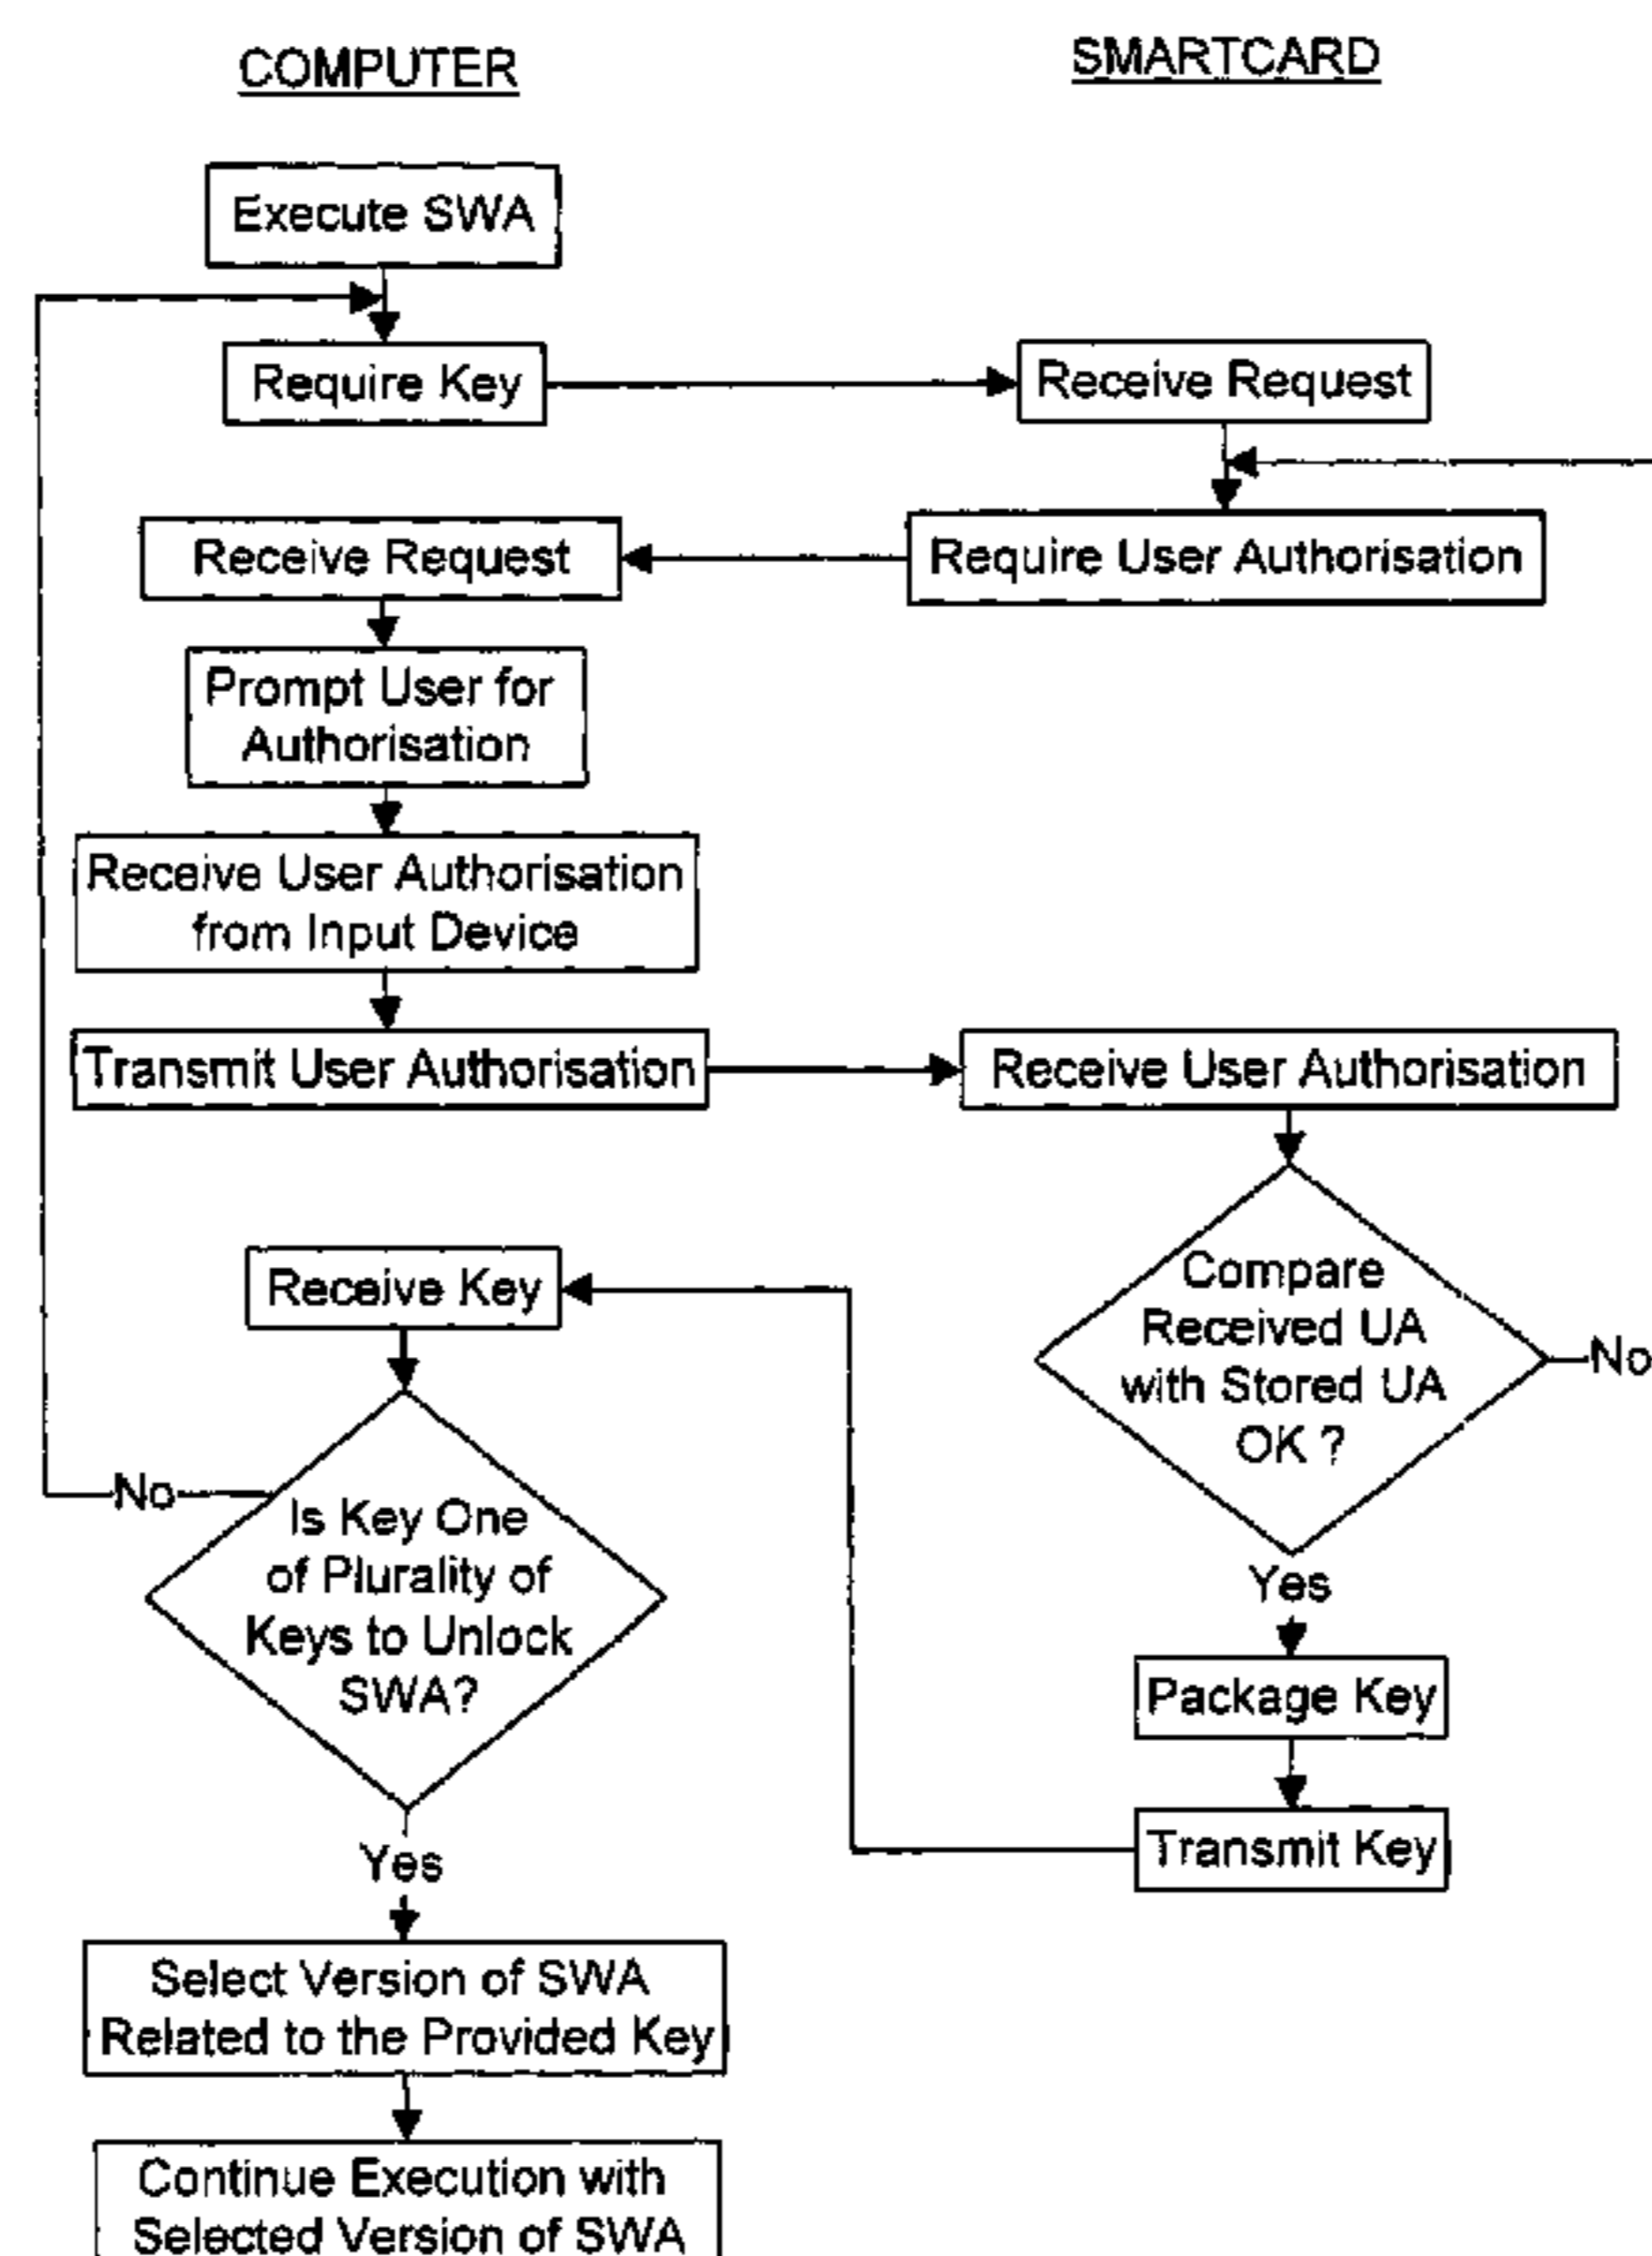 COMPUTER
SMARTCARD
Execute SWA
Require Key
Receive Request
Receive Request
Require User Authorisation
Prompt User for
Authorisation
Receive User Authorisation
from Input Device
Transmit User Authorisation
Receive User Authorisation
Compare
Received UA
with Stored UA
OK ?
No
Receive Key
No
Is Key One
of Plurality of
Keys to Unlock
SWA?
Yes
Package Key
Transmit Key
Yes
Select Version of SWA
Related to the Provided Key
Continue Execution with
Selected Version of SWA